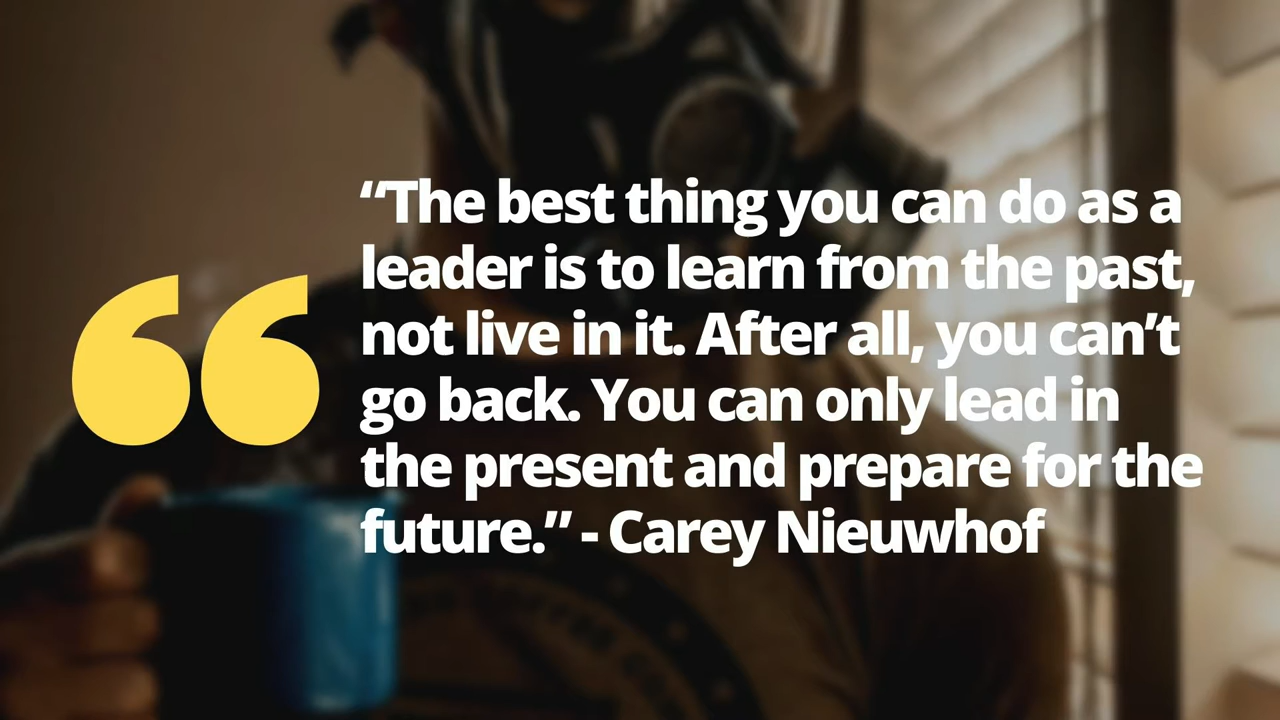 “The best thing you can do as a
leader is to learn from the past,
not live in it. After all, you can’t
go back. You can only lead in
the present and prepare for the
future.” - Carey Nieuwhof